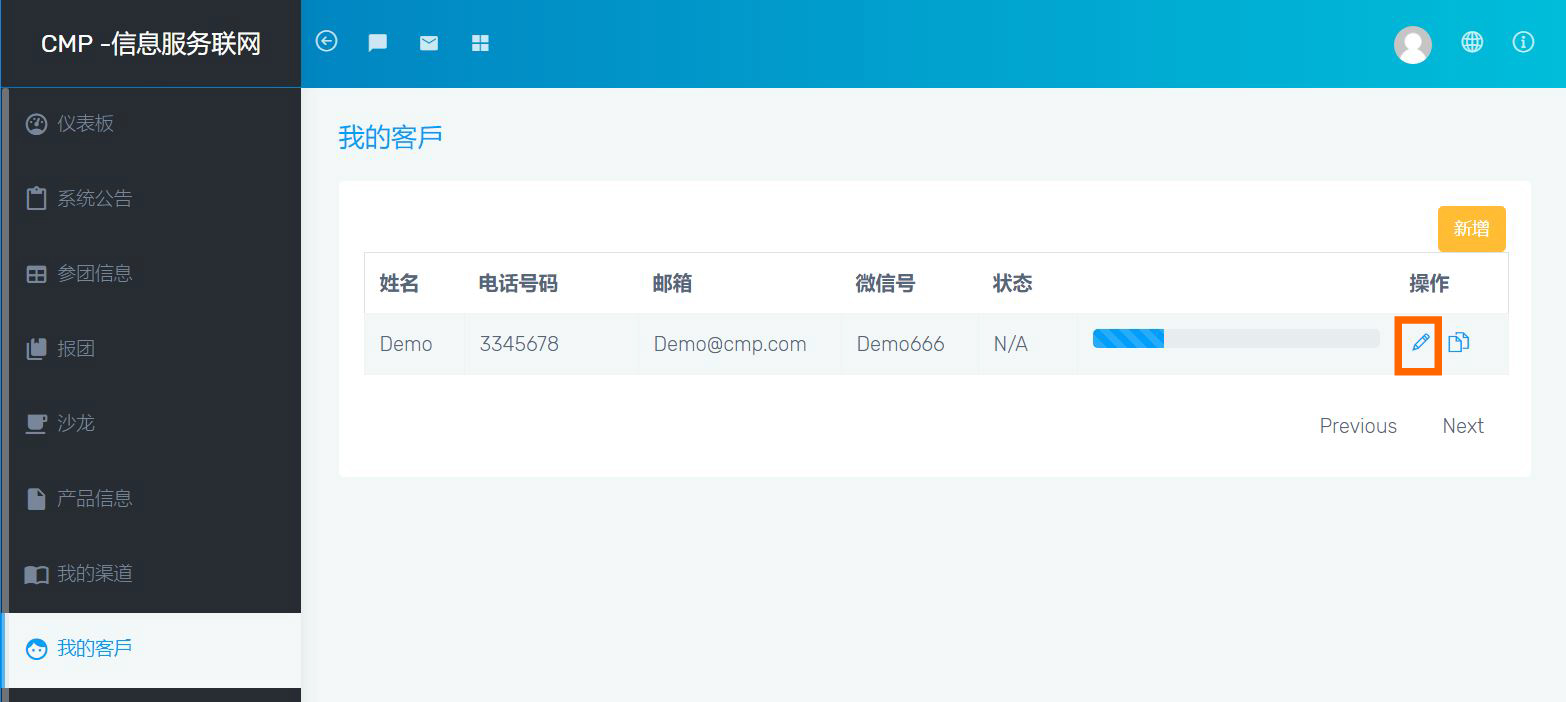 CMP -信息服务联网
仪表板
系统公告
参团信息
报团
沙龙
产品信息
我的渠道
我的客戶
我的客戶
新增
姓名 电话号码 邮箱 微信号 状态 操作
Demo 3345678 Demo@cmp.com Demo666 N/A
Previous Next